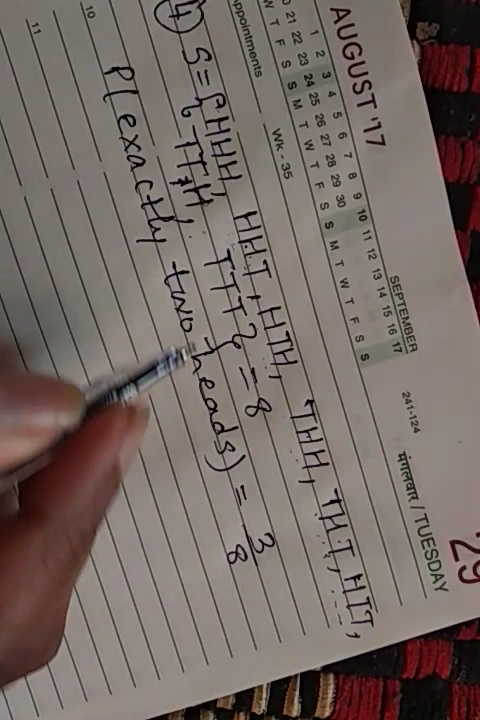 AUGUST '17
29
मंगलवार / TUESDAY
241-124
SEPTEMBER
1 2 3 4 5 6 7 8 9 10 11 12 13 14 15 16 17
21 22 23 24 25 26 27 28 29 30
W T F S S M T W T F S S M T W T F S S
ppointments
Wk - 35
4) S = { HHH, HHT, HTH, THH, THT, HTT,
TTH, TTT } = 8
P(exactly two heads) = 3/8
10
11